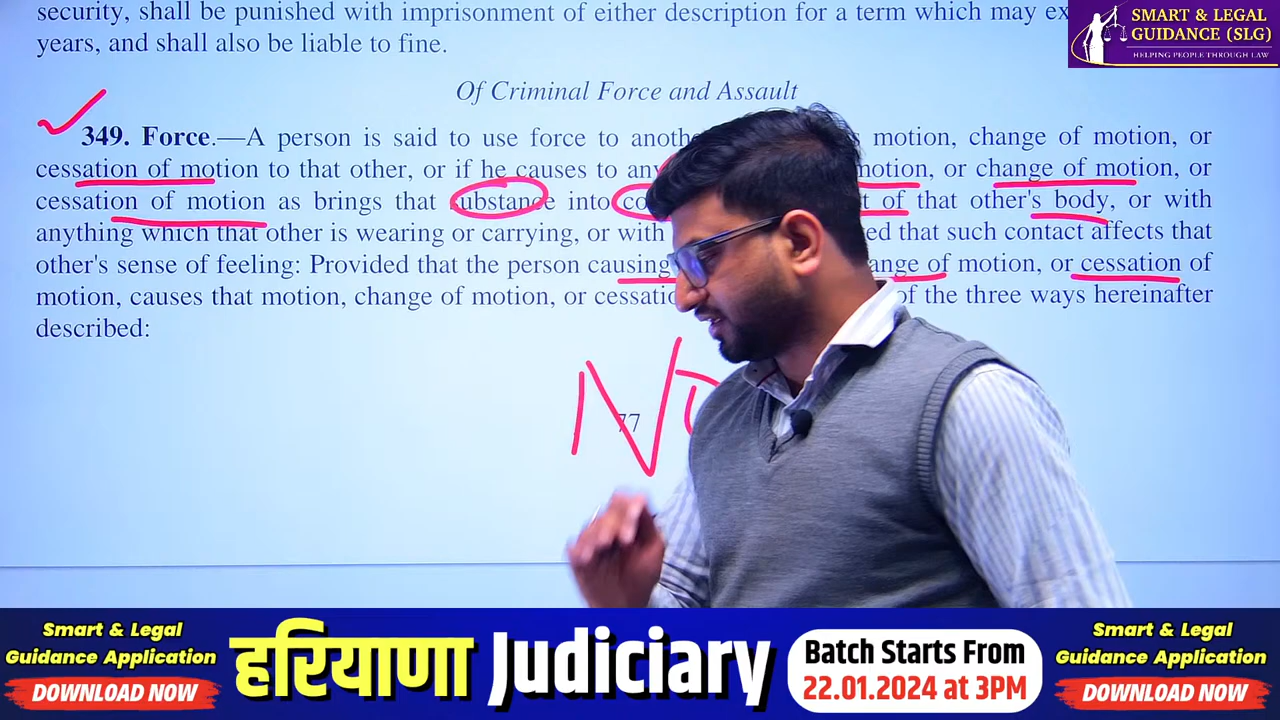 security, shall be punished with imprisonment of either description for a term which may ex
years, and shall also be liable to fine.
SMART & LEGAL
GUIDANCE (SLG)
HELPING PEOPLE THROUGH LAW
Of Criminal Force and Assault
349. Force.—A person is said to use force to anoth motion, change of motion, or
cessation of motion to that other, or if he causes to any motion, or change of motion, or
cessation of motion as brings that substance into co of that other's body, or with
anything which that other is wearing or carrying, or with ed that such contact affects that
other's sense of feeling: Provided that the person causing ange of motion, or cessation of
motion, causes that motion, change of motion, or cessatio of the three ways hereinafter
described:
77
Smart & Legal
Guidance Application
DOWNLOAD NOW
हरियाणा Judiciary
Batch Starts From
22.01.2024 at 3PM
Smart & Legal
Guidance Application
DOWNLOAD NOW